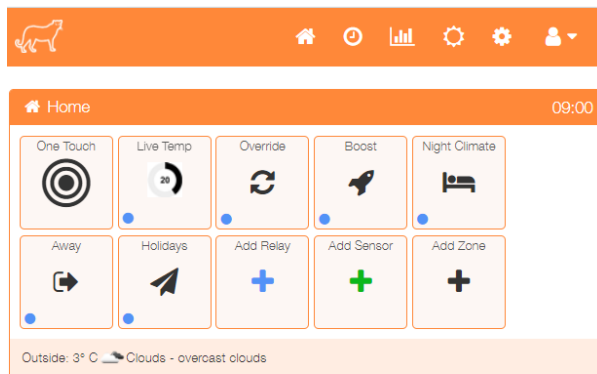 Home 09:00
One Touch Live Temp Override Boost Night Climate
20
Away Holidays Add Relay Add Sensor Add Zone
Outside: 3° C Clouds - overcast clouds